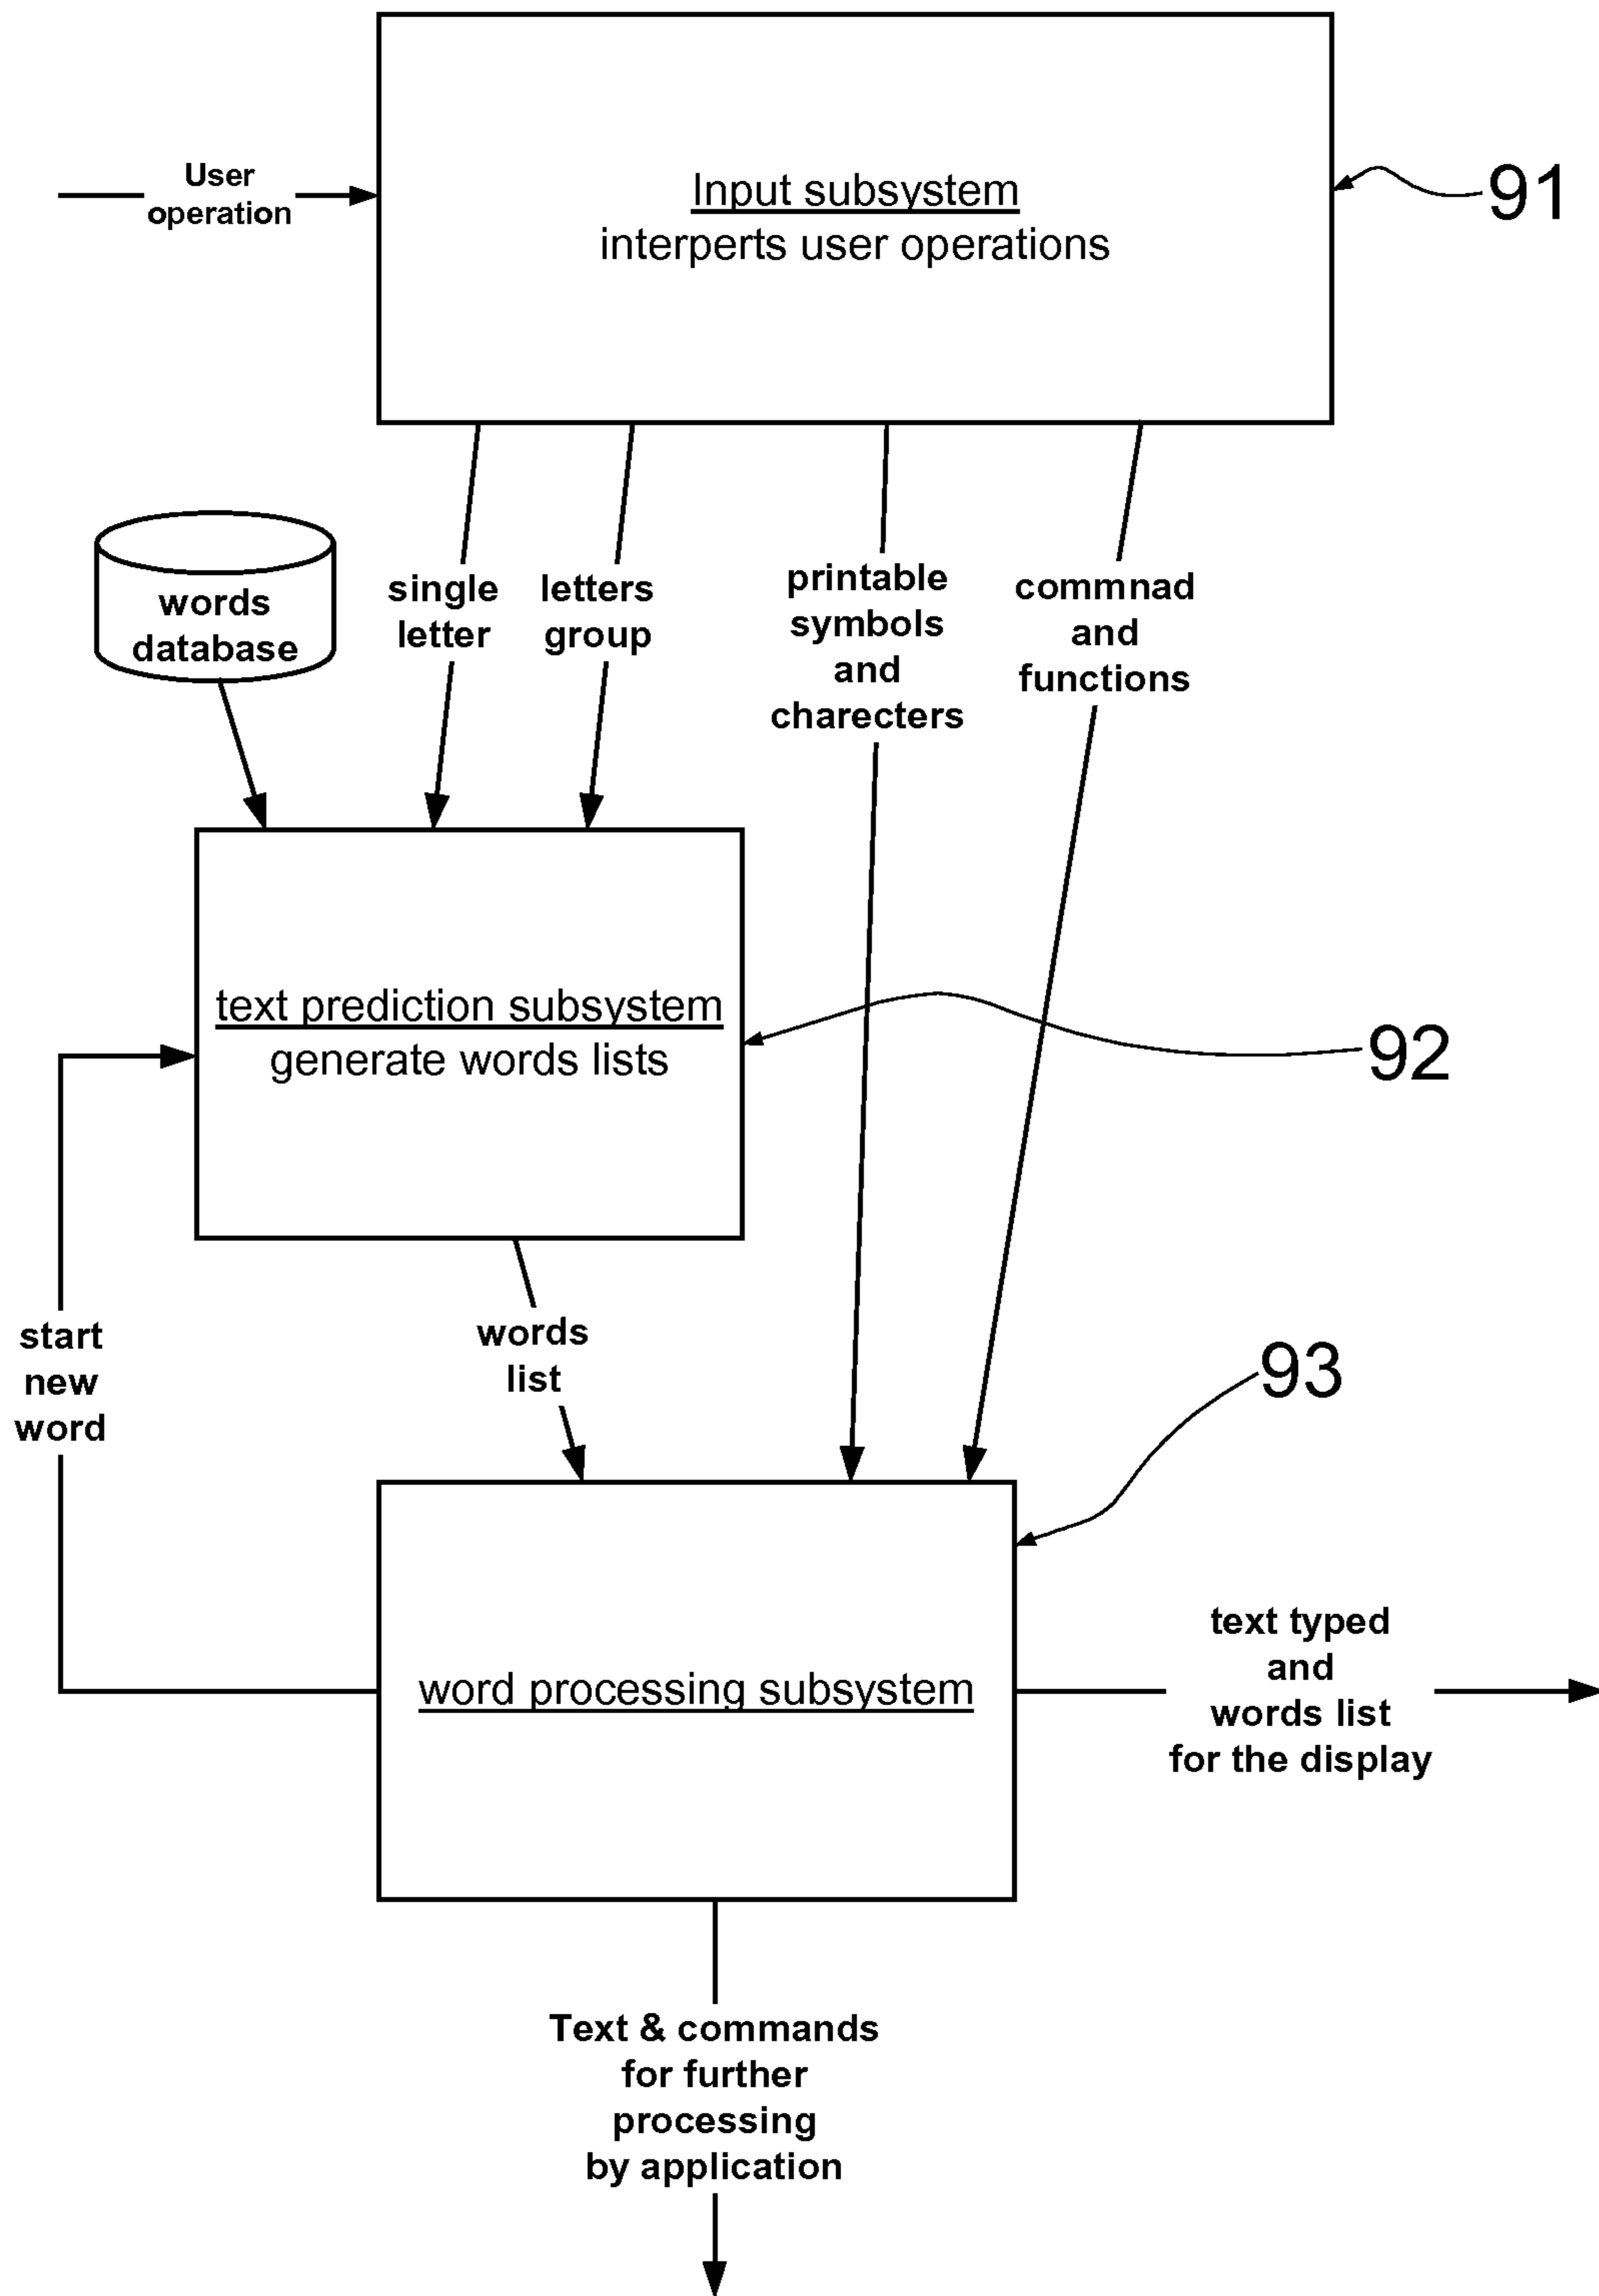 User
operation
Input subsystem
interperts user operations
91
words
database
single
letter
letters
group
printable
symbols
and
charecters
commnad
and
functions
text prediction subsystem
generate words lists
92
start
new
word
words
list
93
word processing subsystem
text typed
and
words list
for the display
Text & commands
for further
processing
by application